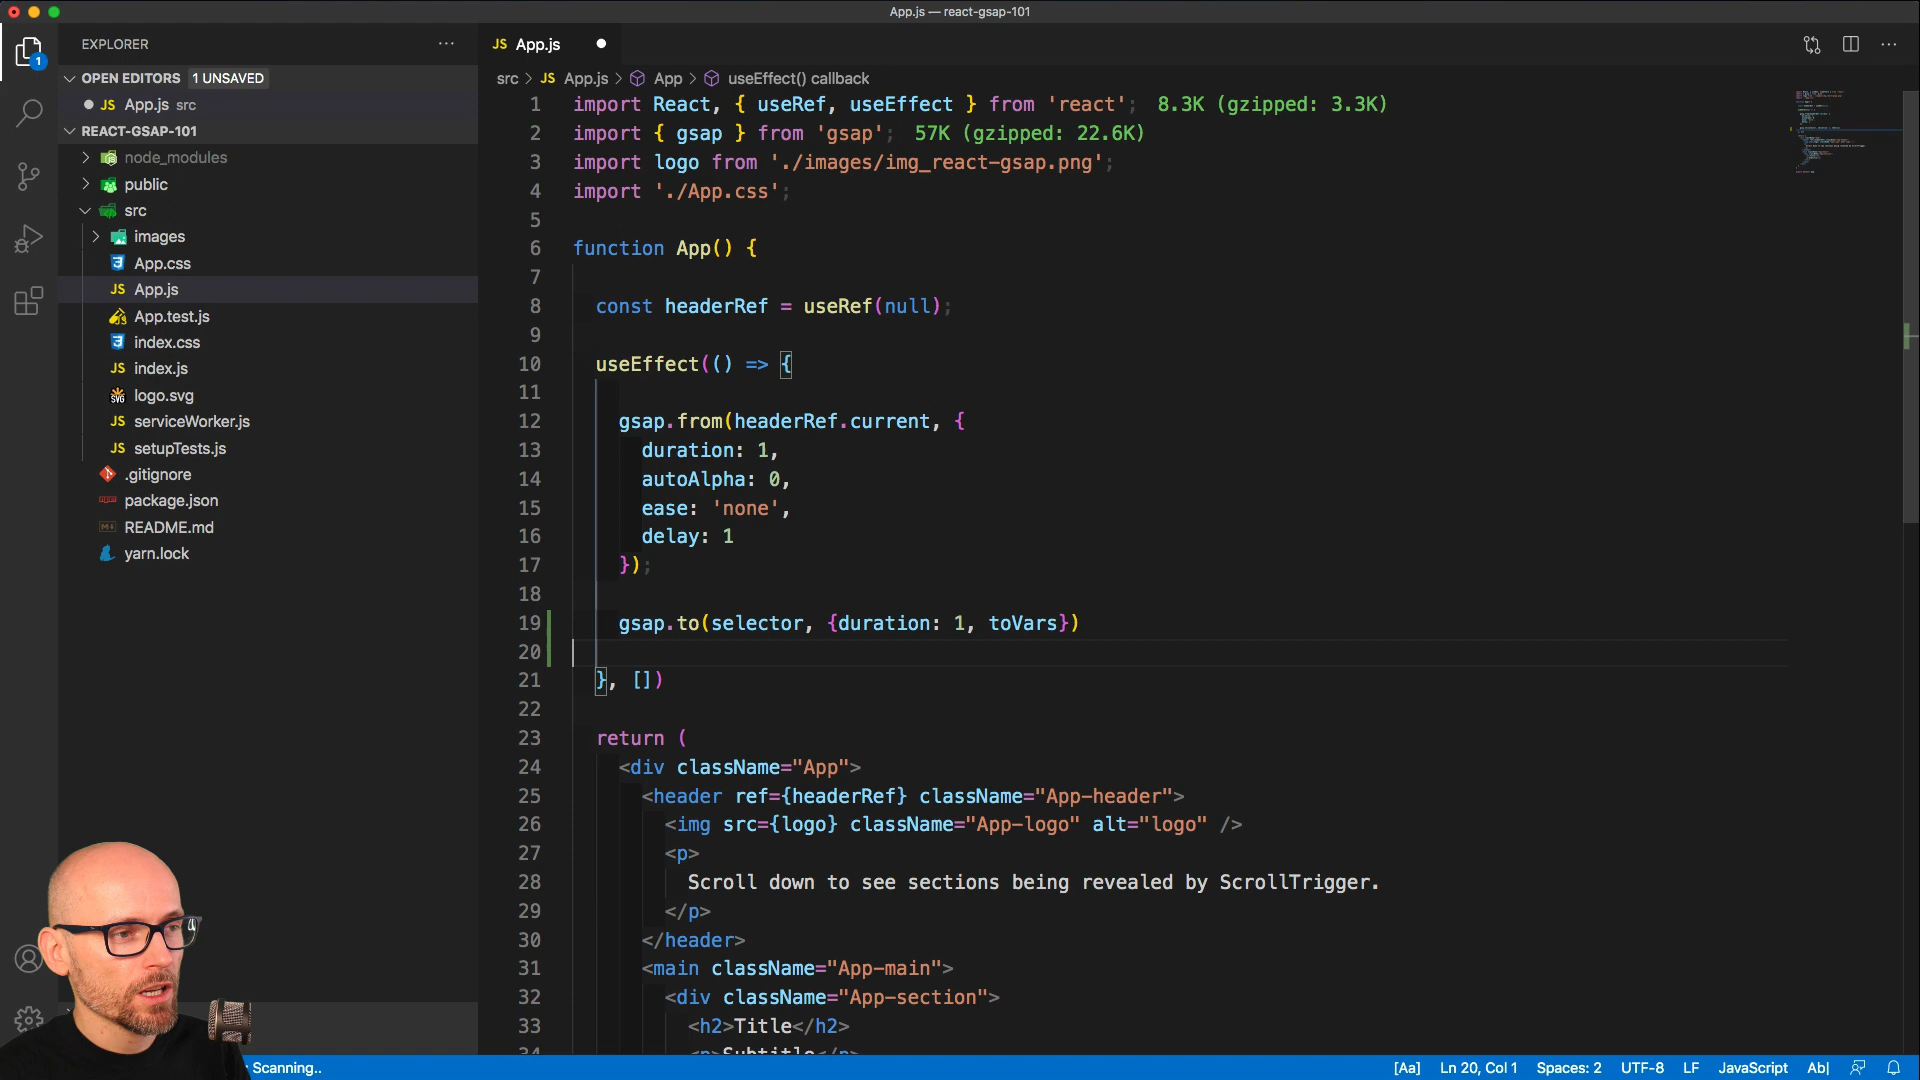 App.js — react-gsap-101
EXPLORER
OPEN EDITORS 1 UNSAVED
JS App.js src
REACT-GSAP-101
node_modules
public
src
images
App.css
JS App.js
App.test.js
index.css
JS index.js
logo.svg
JS serviceWorker.js
JS setupTests.js
.gitignore
package.json
README.md
yarn.lock
1
JS App.js
src > JS App.js > App > useEffect() callback
1 import React, { useRef, useEffect } from 'react'; 8.3K (gzipped: 3.3K)
2 import { gsap } from 'gsap'; 57K (gzipped: 22.6K)
3 import logo from './images/img_react-gsap.png';
4 import './App.css';
5
6 function App() {
7
8 const headerRef = useRef(null);
9
10 useEffect(() => {
11
12 gsap.from(headerRef.current, {
13 duration: 1,
14 autoAlpha: 0,
15 ease: 'none',
16 delay: 1
17 });
18
19 gsap.to(selector, {duration: 1, toVars})
20
21 }, [])
22
23 return (
24 <div className="App">
25 <header ref={headerRef} className="App-header">
26 <img src={logo} className="App-logo" alt="logo" />
27 <p>
28 Scroll down to see sections being revealed by ScrollTrigger.
29 </p>
30 </header>
31 <main className="App-main">
32 <div className="App-section">
33 <h2>Title</h2>
34 <p>Subtitle</p>
Scanning..
[Aa] Ln 20, Col 1 Spaces: 2 UTF-8 LF JavaScript Ab|